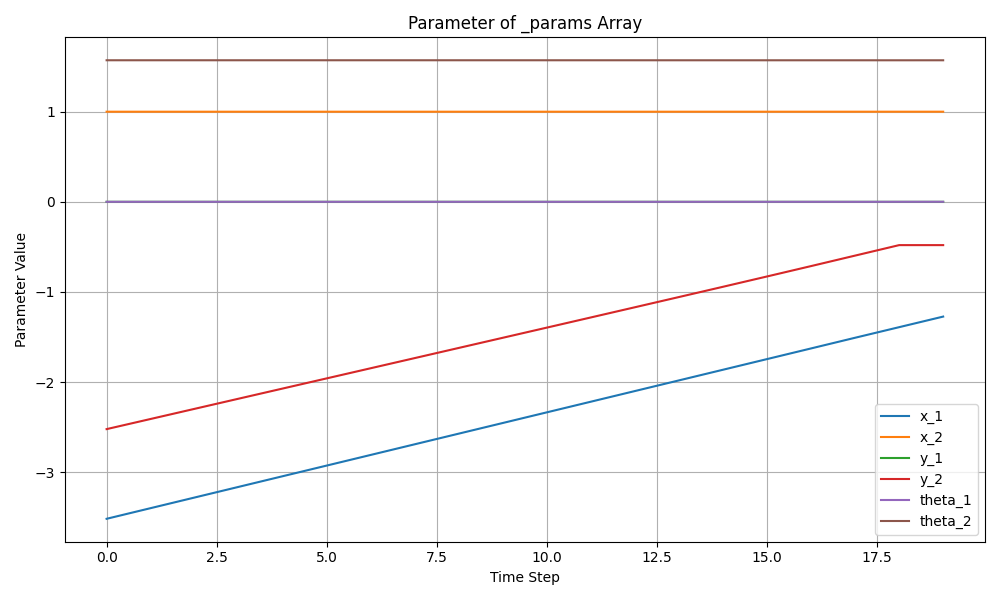 Parameter of _params Array
Parameter Value
1
0
−1
−2
−3
0.0 2.5 5.0 7.5 10.0 12.5 15.0 17.5
Time Step
x_1
x_2
y_1
y_2
theta_1
theta_2